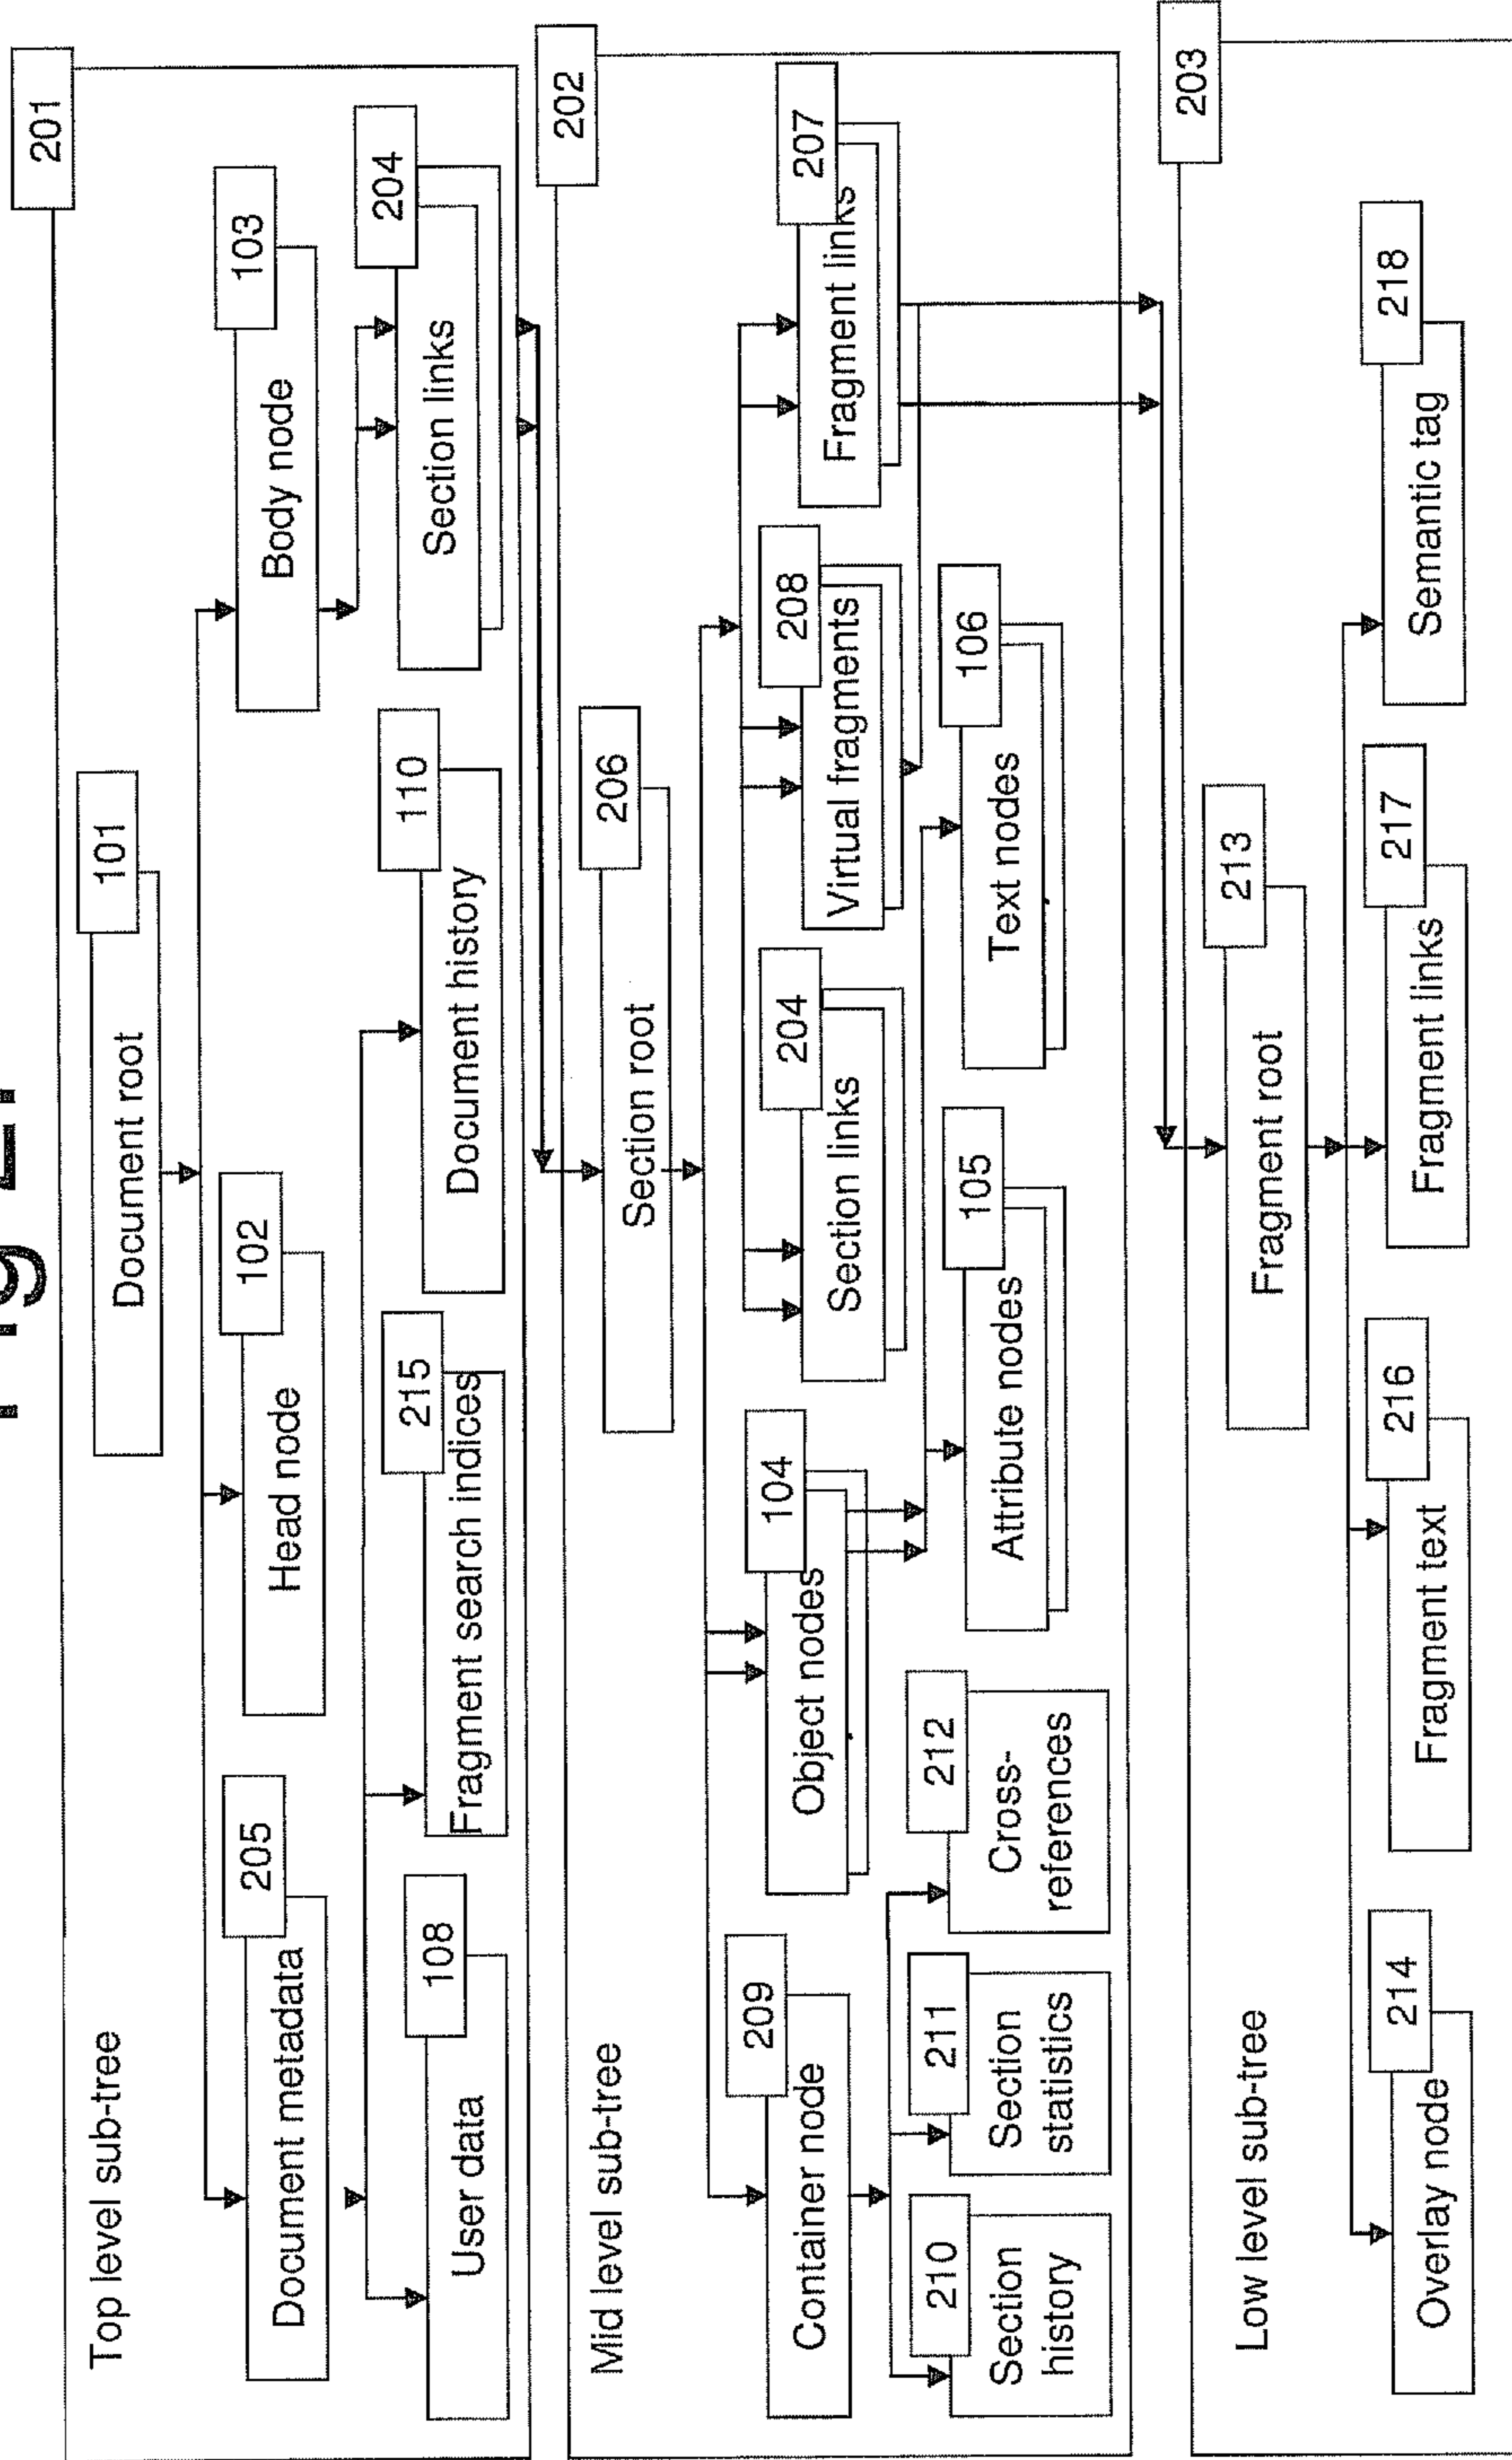 201
Top level sub-tree
101
Document root
205
Document metadata
102
Head node
103
Body node
108
User data
215
Fragment search indices
110
Document history
204
Section links
202
Mid level sub-tree
206
Section root
209
Container node
104
Object nodes
204
Section links
208
Virtual fragments
207
Fragment links
210
Section
history
211
Section
statistics
212
Cross-
references
105
Attribute nodes
106
Text nodes
203
Low level sub-tree
213
Fragment root
214
Overlay node
216
Fragment text
217
Fragment links
218
Semantic tag